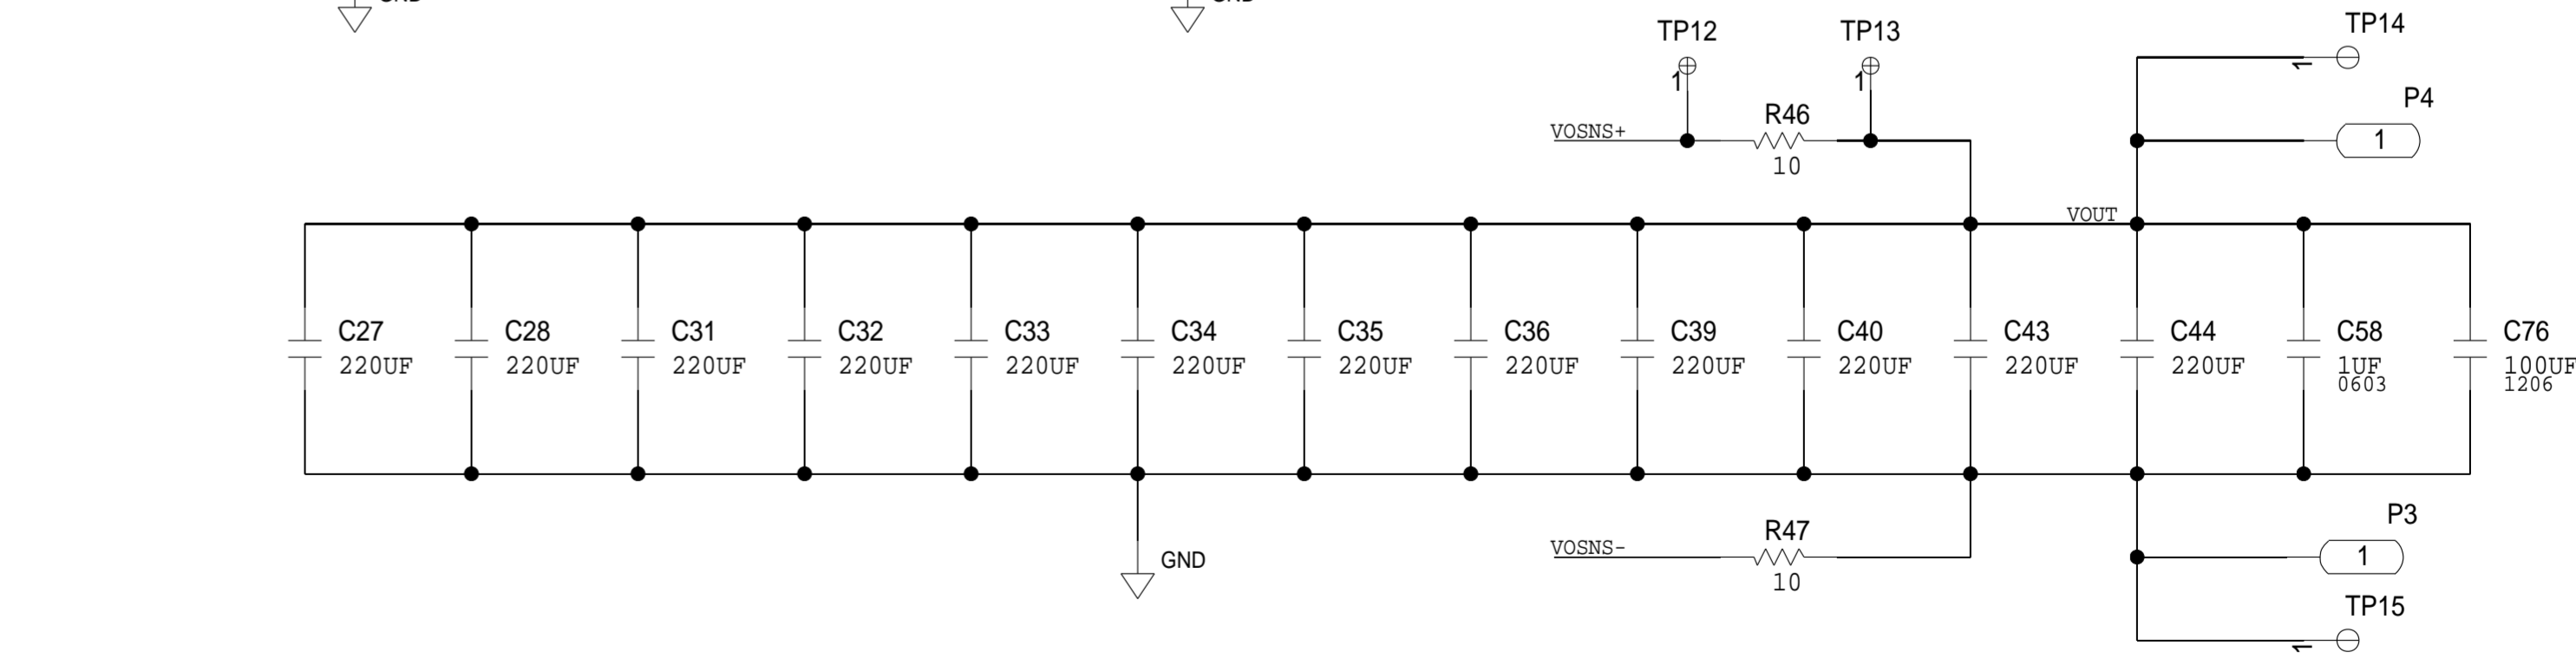 GND
GND
TP12
TP13
TP14
1
1
1
P4
1
R46
VOSNS+
10
VOUT
C27
220UF
C28
220UF
C31
220UF
C32
220UF
C33
220UF
C34
220UF
C35
220UF
C36
220UF
C39
220UF
C40
220UF
C43
220UF
C44
220UF
C58
1UF
0603
C76
100UF
1206
P3
1
R47
VOSNS-
10
GND
TP15
1